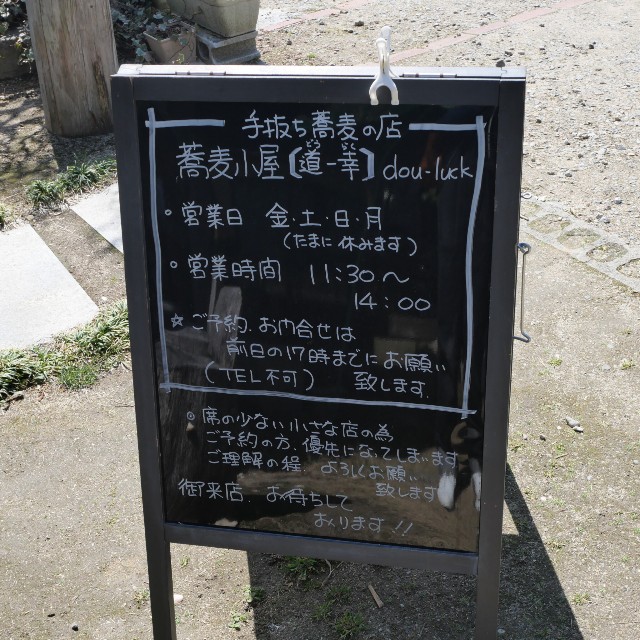 手抜ち蕎麦の店
蕎麦小屋〔道一幸〕dou-luck
営業日 金・土・日・月
(たまに休みます)
営業時間 11:30〜
14:00
☆ご予約、お問合せは
前日の17時までにお願い
(TEL不可) 致します。
◎席の少ない小さな店の為
ご予約の方、優先になってしまいます
ご理解の程、よろしくお願い
致します
御来店、お待ちして
おります!!